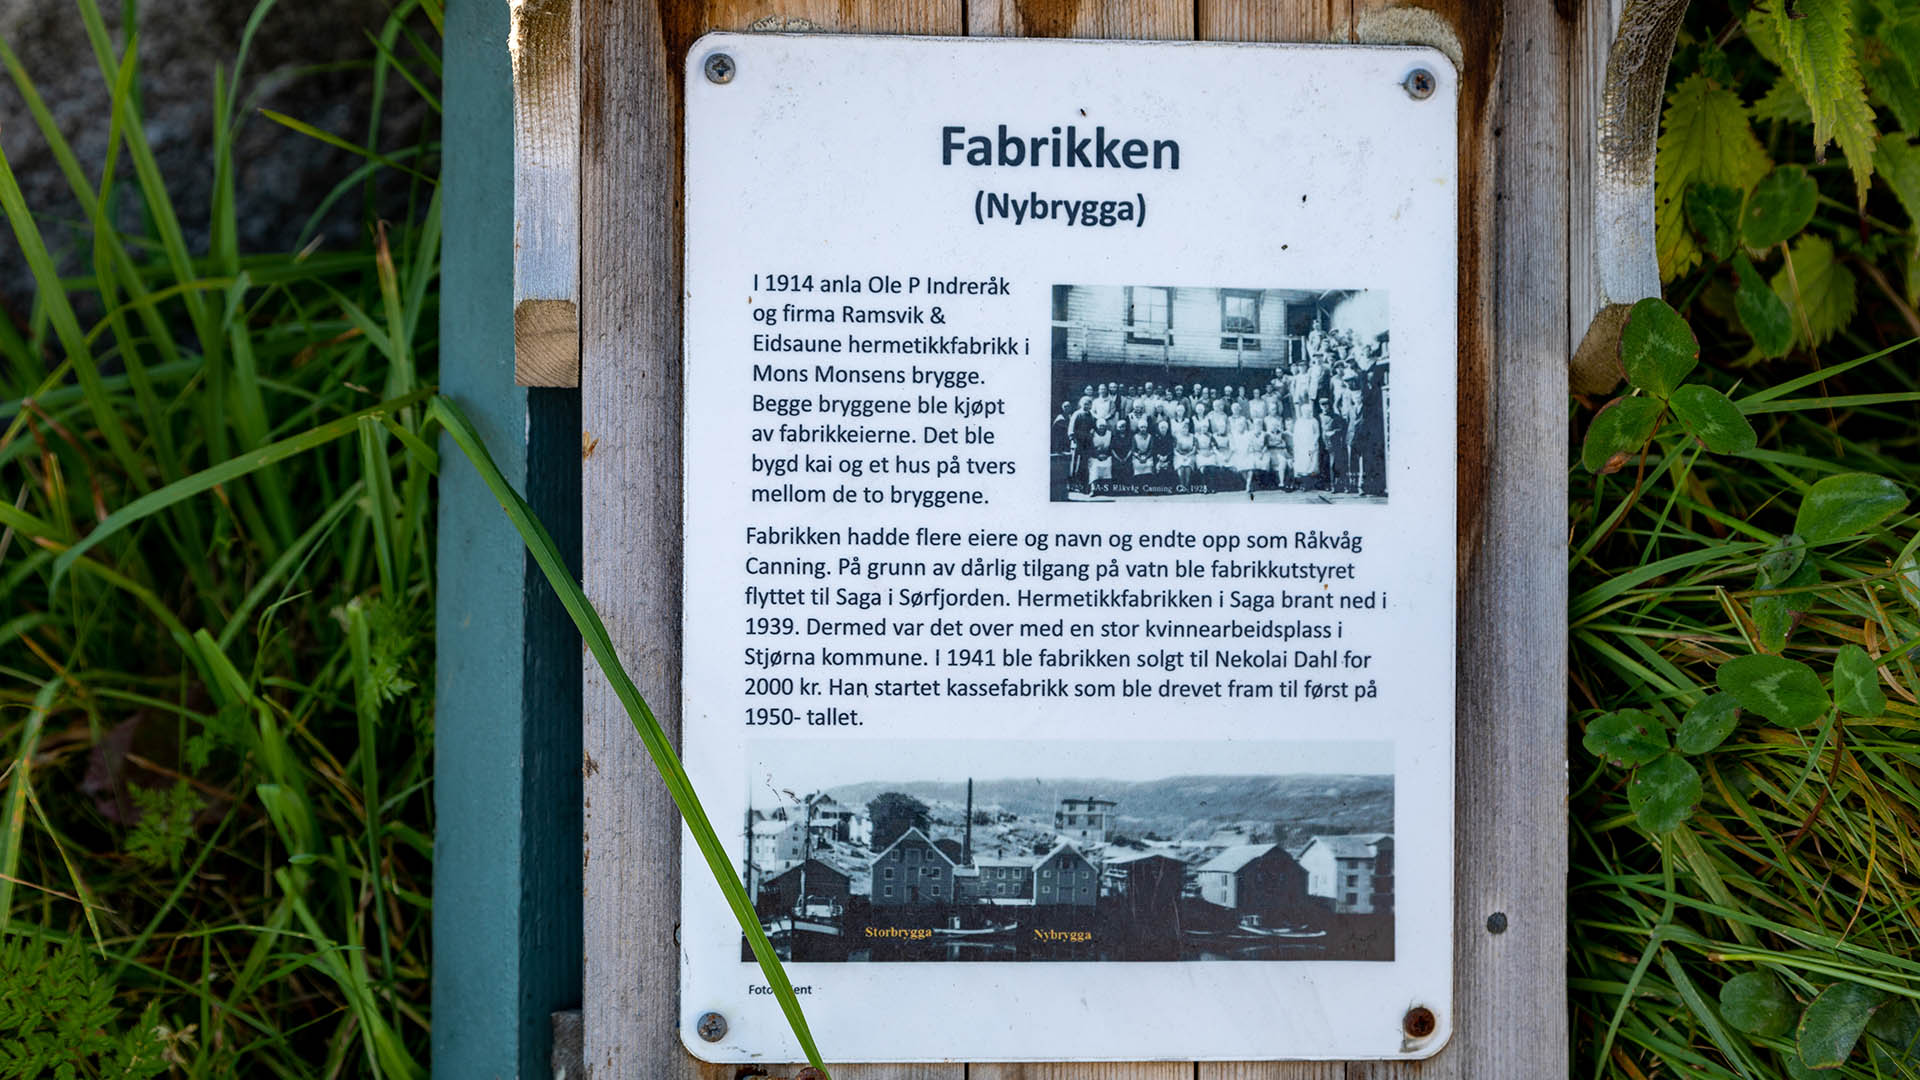 Fabrikken
(Nybrygga)
I 1914 anla Ole P Indreråk
og firma Ramsvik &
Eidsaune hermetikkfabrikk i
Mons Monsens brygge.
Begge bryggene ble kjøpt
av fabrikkeierne. Det ble
bygd kai og et hus på tvers
mellom de to bryggene.
A-S Råkvåg Canning Co 1928
Fabrikken hadde flere eiere og navn og endte opp som Råkvåg
Canning. På grunn av dårlig tilgang på vatn ble fabrikkutstyret
flyttet til Saga i Sørfjorden. Hermetikkfabrikken i Saga brant ned i
1939. Dermed var det over med en stor kvinnearbeidsplass i
Stjørna kommune. I 1941 ble fabrikken solgt til Nekolai Dahl for
2000 kr. Han startet kassefabrikk som ble drevet fram til først på
1950- tallet.
Storbrygga
Nybrygga